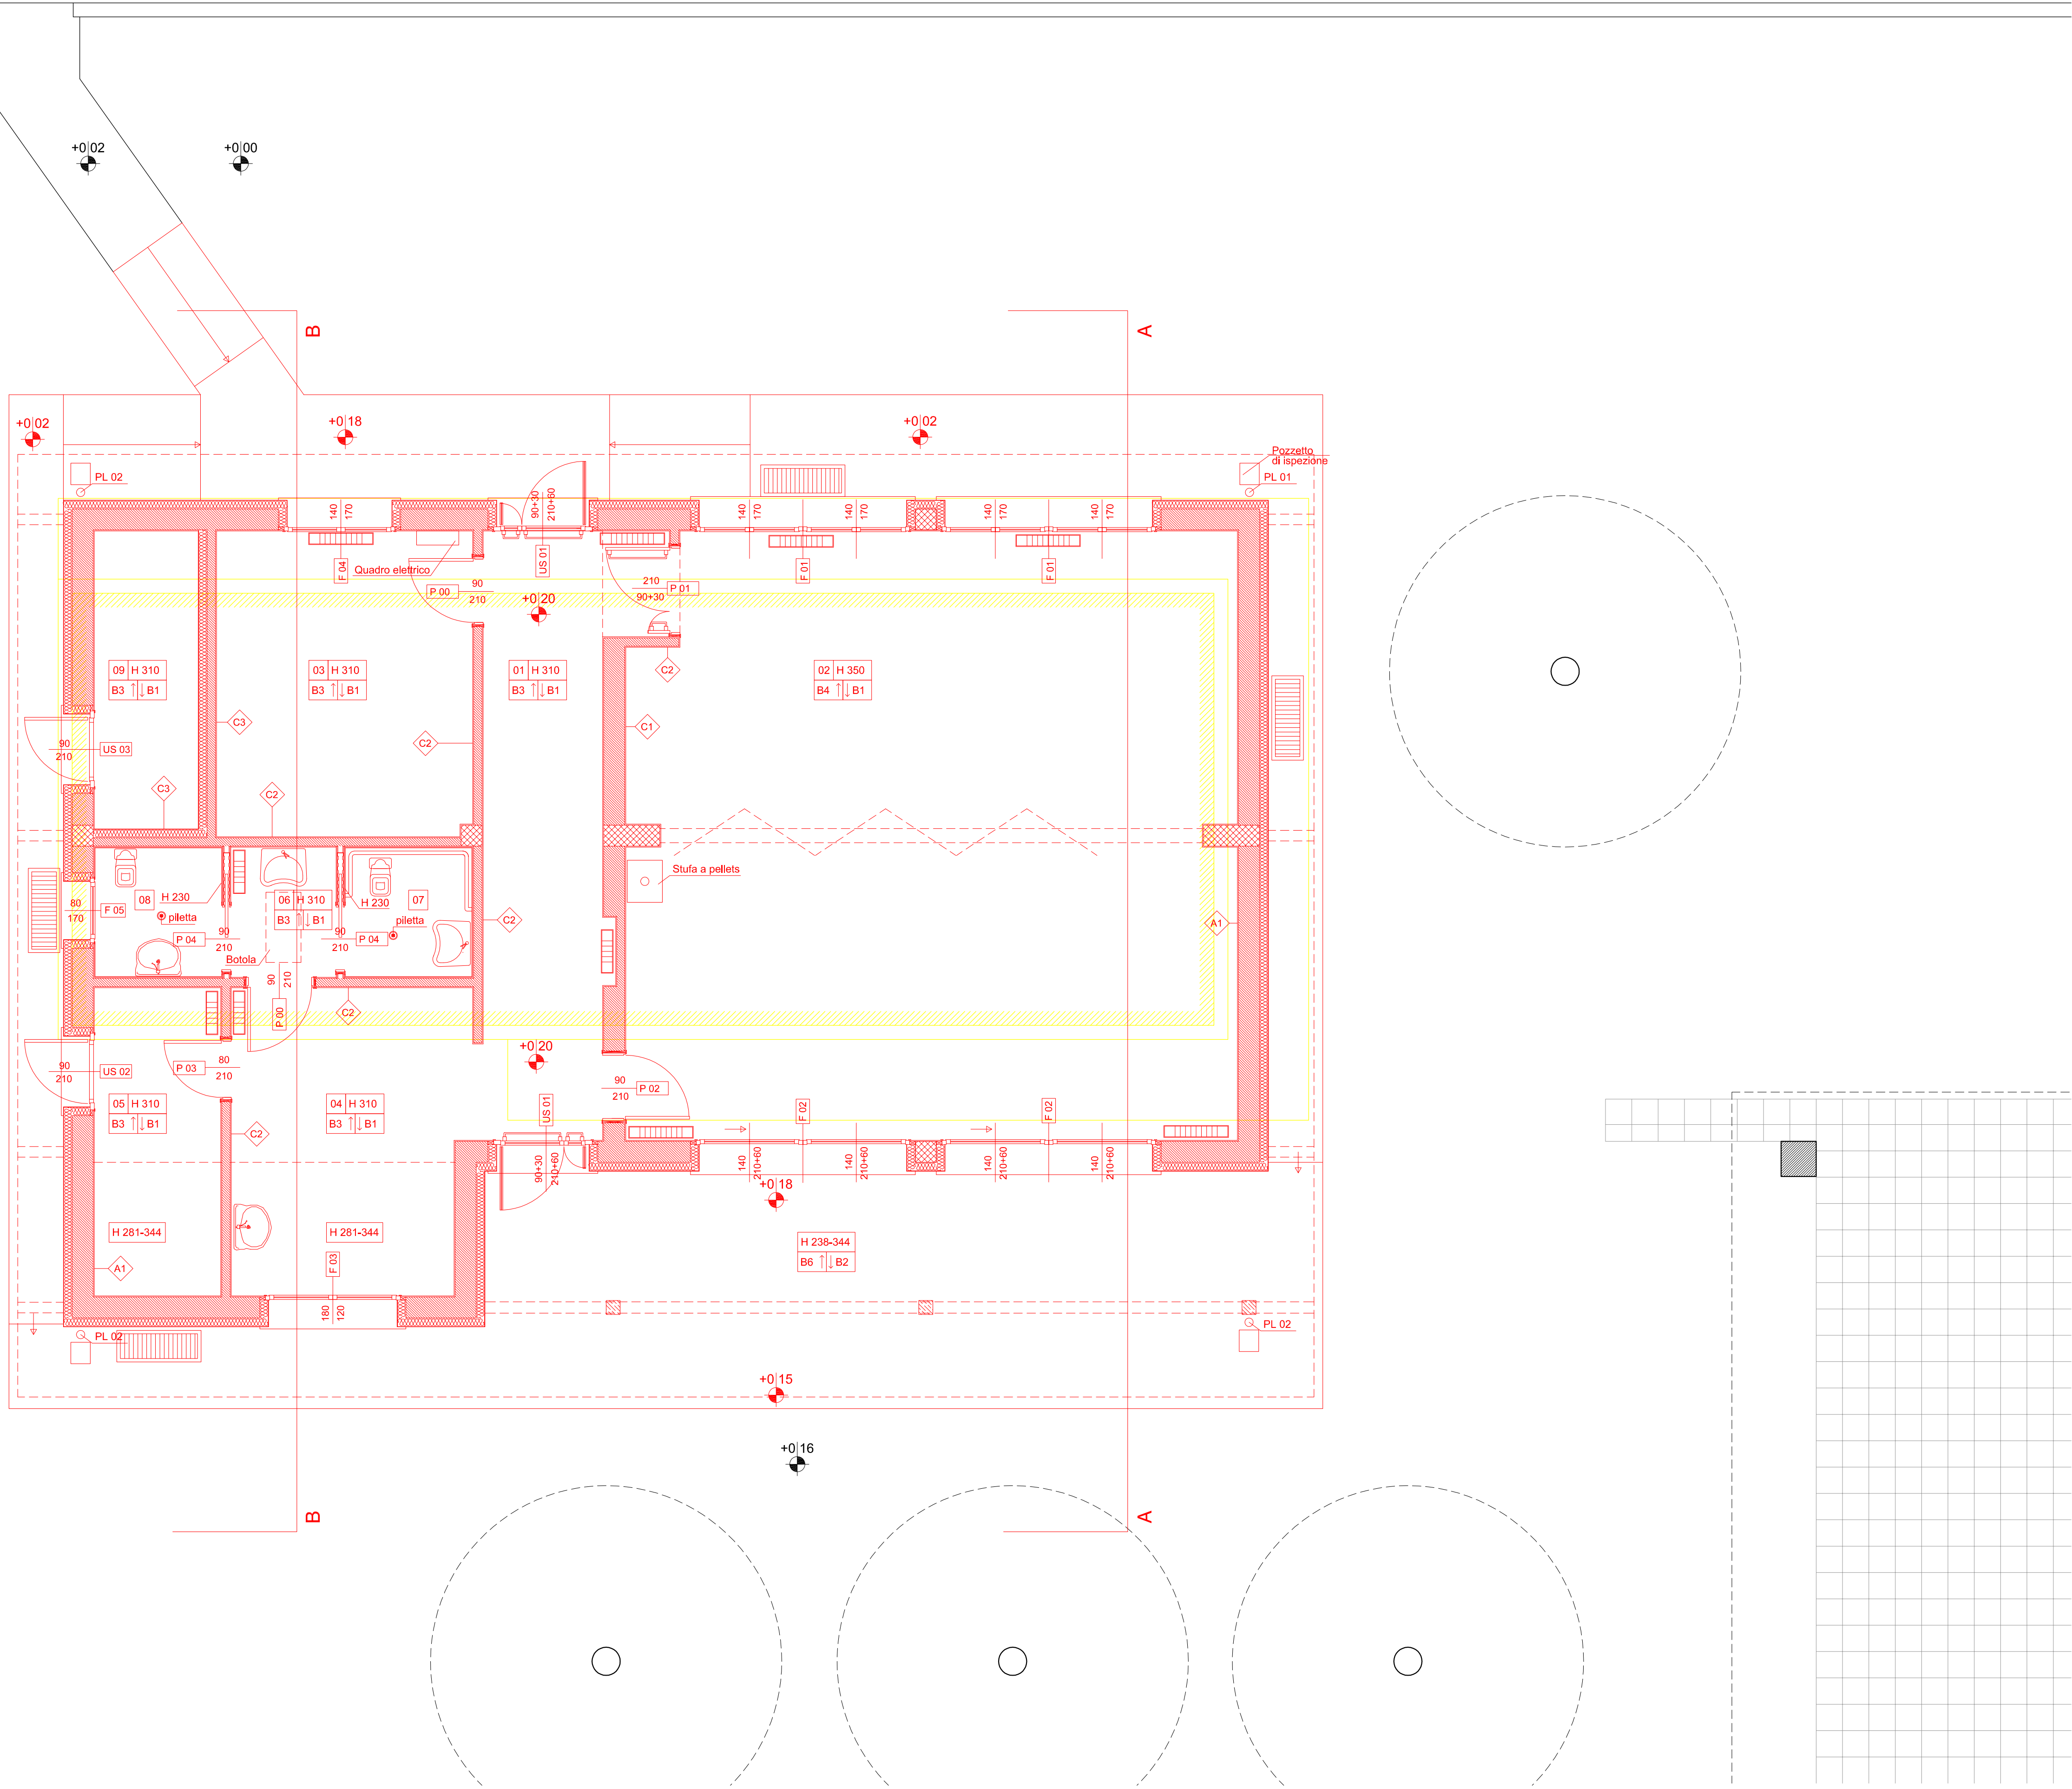 +0|02
+0|00
B
A
+0|02
+0|18
+0|02
Pozzetto
di ispezione
PL 02
PL 01
140
170
90+30
210+60
140
170
140
170
140
170
140
170
F 04
Quadro elettrico
US 01
F 01
F 01
P 00
90
210
+0|20
210
90+30
P 01
09 H 310
B3 ↑ ↓ B1
03 H 310
B3 ↑ ↓ B1
01 H 310
B3 ↑ ↓ B1
C2
02 H 350
B4 ↑ ↓ B1
C3
C2
C1
90
210
US 03
C3
C2
Stufa a pellets
80
170
F 05
08
H 230
piletta
06 H 310
B3 ↑ ↓ B1
H 230
07
piletta
C2
A1
P 04
90
210
90
210
P 04
Botola
90
210
P 00
C2
+0|20
90
210
US 02
P 03
80
210
90
210
P 02
05 H 310
B3 ↑ ↓ B1
04 H 310
B3 ↑ ↓ B1
C2
US 01
F 02
F 02
90+30
210+60
140
210+60
140
210+60
140
210+60
140
210+60
+0|18
H 281-344
H 281-344
H 238-344
B6 ↑ ↓ B2
A1
F 03
180
120
PL 02
PL 02
+0|15
+0|16
B
A